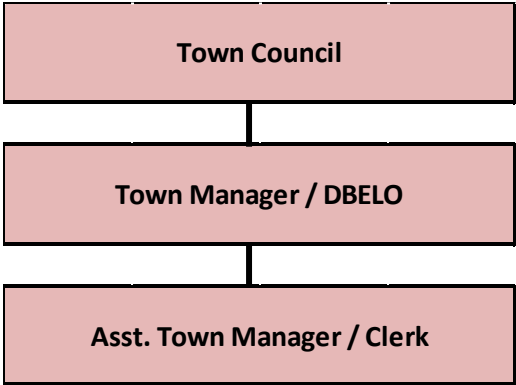 Town Council
Town Manager / DBELO
Asst. Town Manager / Clerk